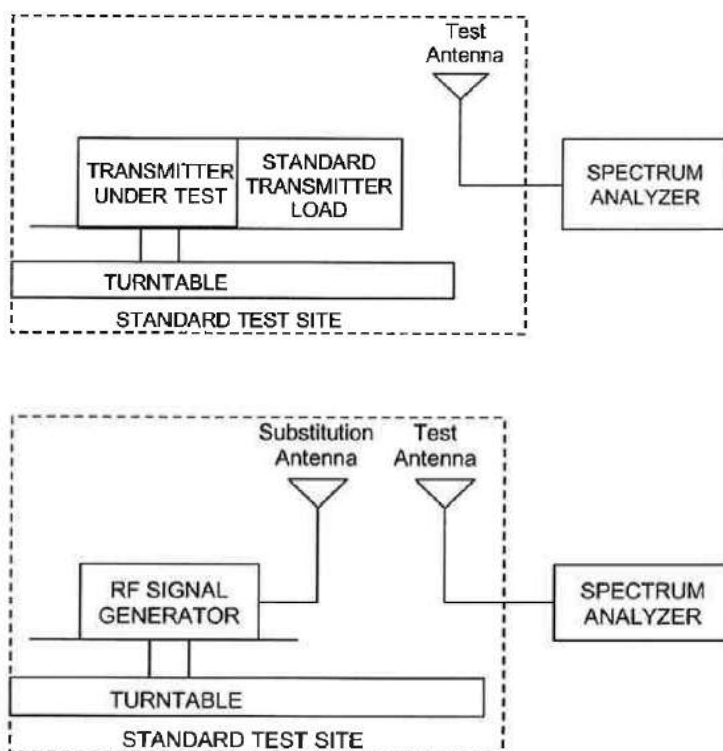 Test
Antenna
TRANSMITTER
UNDER TEST
STANDARD
TRANSMITTER
LOAD
SPECTRUM
ANALYZER
TURNTABLE
STANDARD TEST SITE
Substitution
Antenna
Test
Antenna
RF SIGNAL
GENERATOR
SPECTRUM
ANALYZER
TURNTABLE
STANDARD TEST SITE